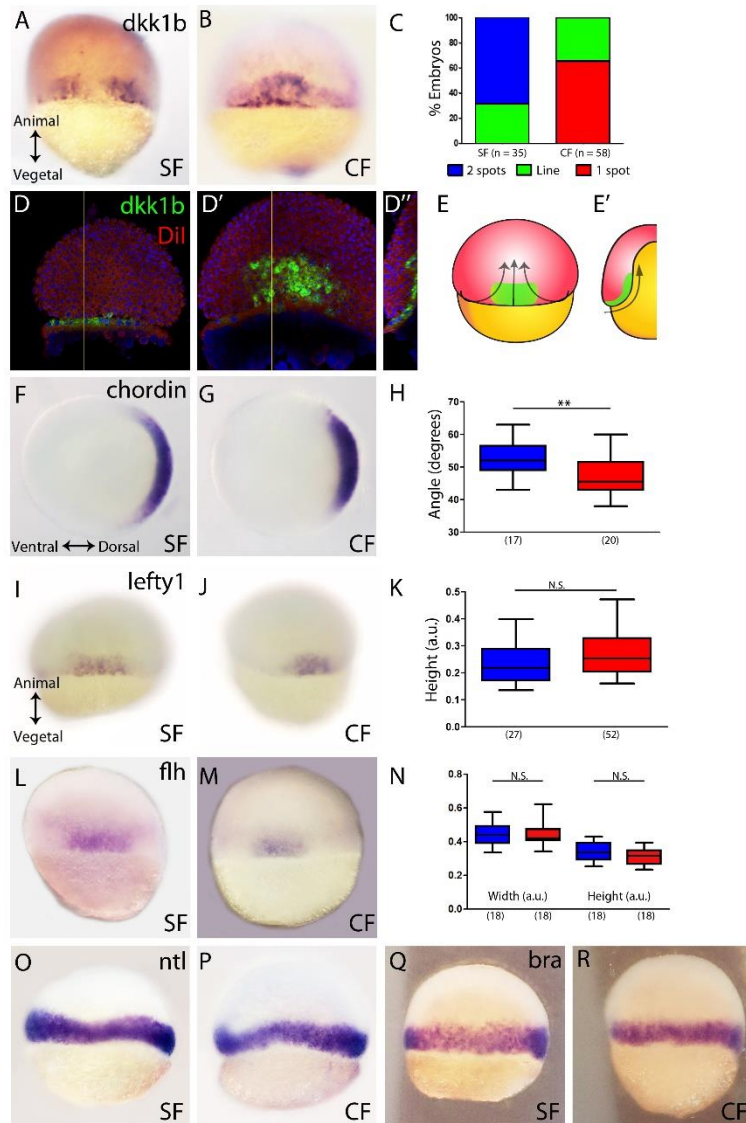 A dkk1b
Animal
Vegetal
SF
B
CF
C
% Embryos
100
80
60
40
20
0
SF (n = 35) CF (n = 58)
2 spots Line 1 spot
D dkk1b
DiI
D'
D''
E
E'
F chordin
Ventral Dorsal SF
G
CF
H
Angle (degrees)
70
60
50
40
30
**
(17) (20)
I lefty1
Animal
Vegetal
SF
J
CF
K
Height (a.u.)
0.5
0.4
0.3
0.2
0.1
0.0
N.S.
(27) (52)
L flh
SF
M
CF
N
0.8
0.6
0.4
0.2
0.0
N.S. N.S.
Width (a.u.) Height (a.u.)
(18) (18) (18) (18)
O ntl
SF
P
CF
Q bra
SF
R
CF